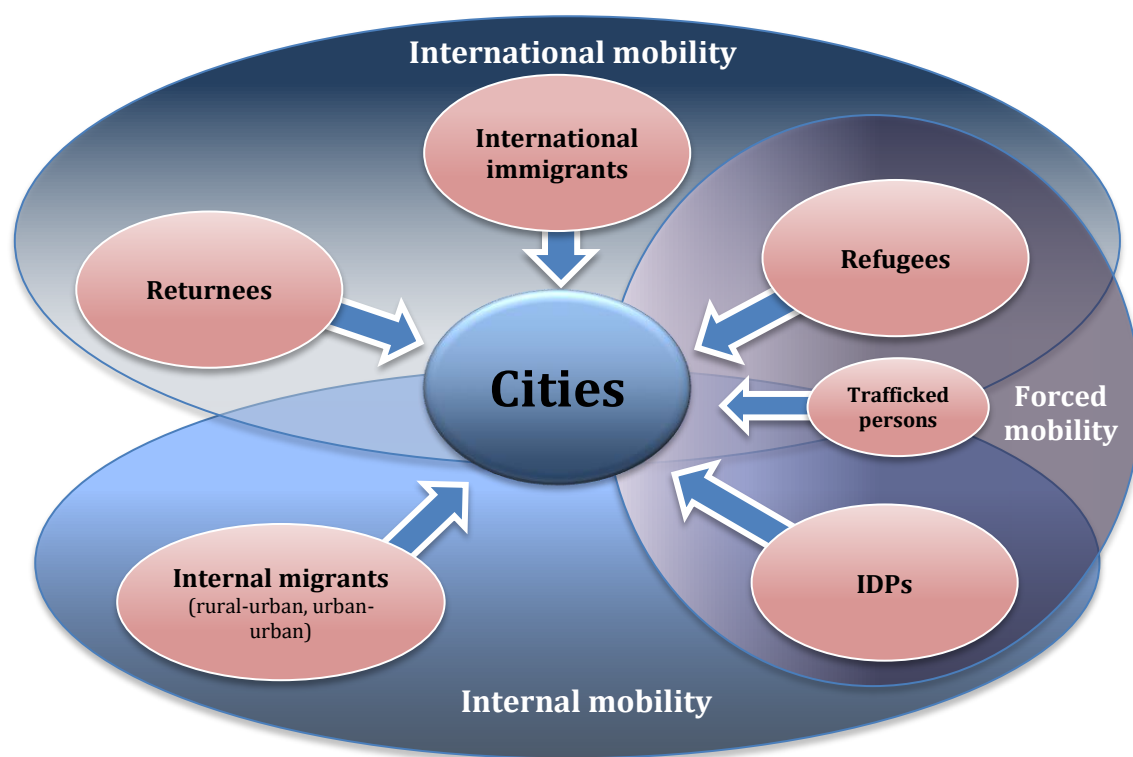 International mobility
International
immigrants
Refugees
Returnees
Cities
Trafficked
persons
Forced
mobility
Internal migrants
(rural-urban, urban-
urban)
IDPs
Internal mobility